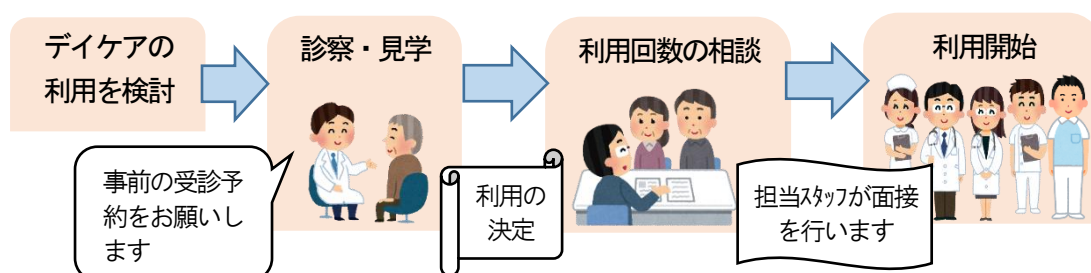 デイケアの
利用を検討
診察・見学
利用回数の相談
利用開始
事前の受診予
約をお願いし
ます
利用の
決定
担当ｽﾀｯﾌが面接
を行います